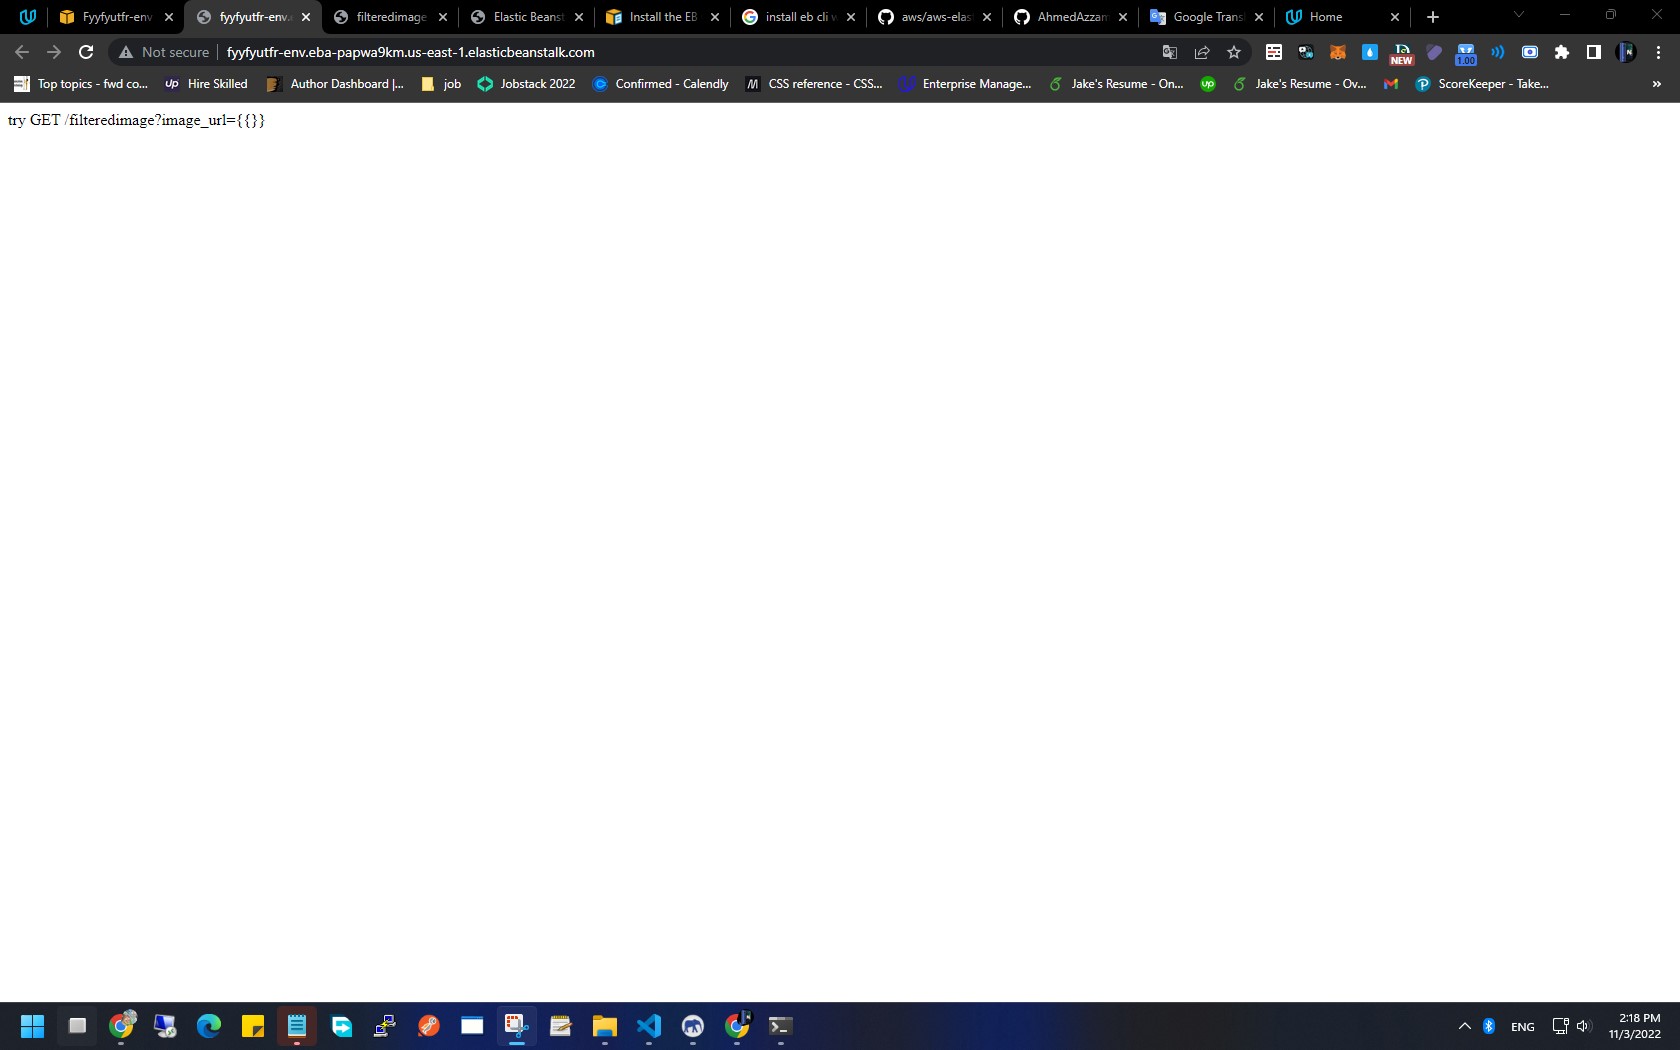 Fyyfyutfr-env
fyyfyutfr-env.
filteredimage
Elastic Beanst
Install the EB
install eb cli w
aws/aws-elas
AhmedAzzam
Google Transl
Home
Not secure
fyyfyutfr-env.eba-papwa9km.us-east-1.elasticbeanstalk.com
NEW
1.00
Top topics - fwd co...
Up Hire Skilled
Author Dashboard |...
job
Jobstack 2022
Confirmed - Calendly
CSS reference - CSS...
Enterprise Manage...
Jake's Resume - On...
up
Jake's Resume - Ov...
ScoreKeeper - Take...
»
try GET /filteredimage?image_url={{}}
ENG
2:18 PM
11/3/2022